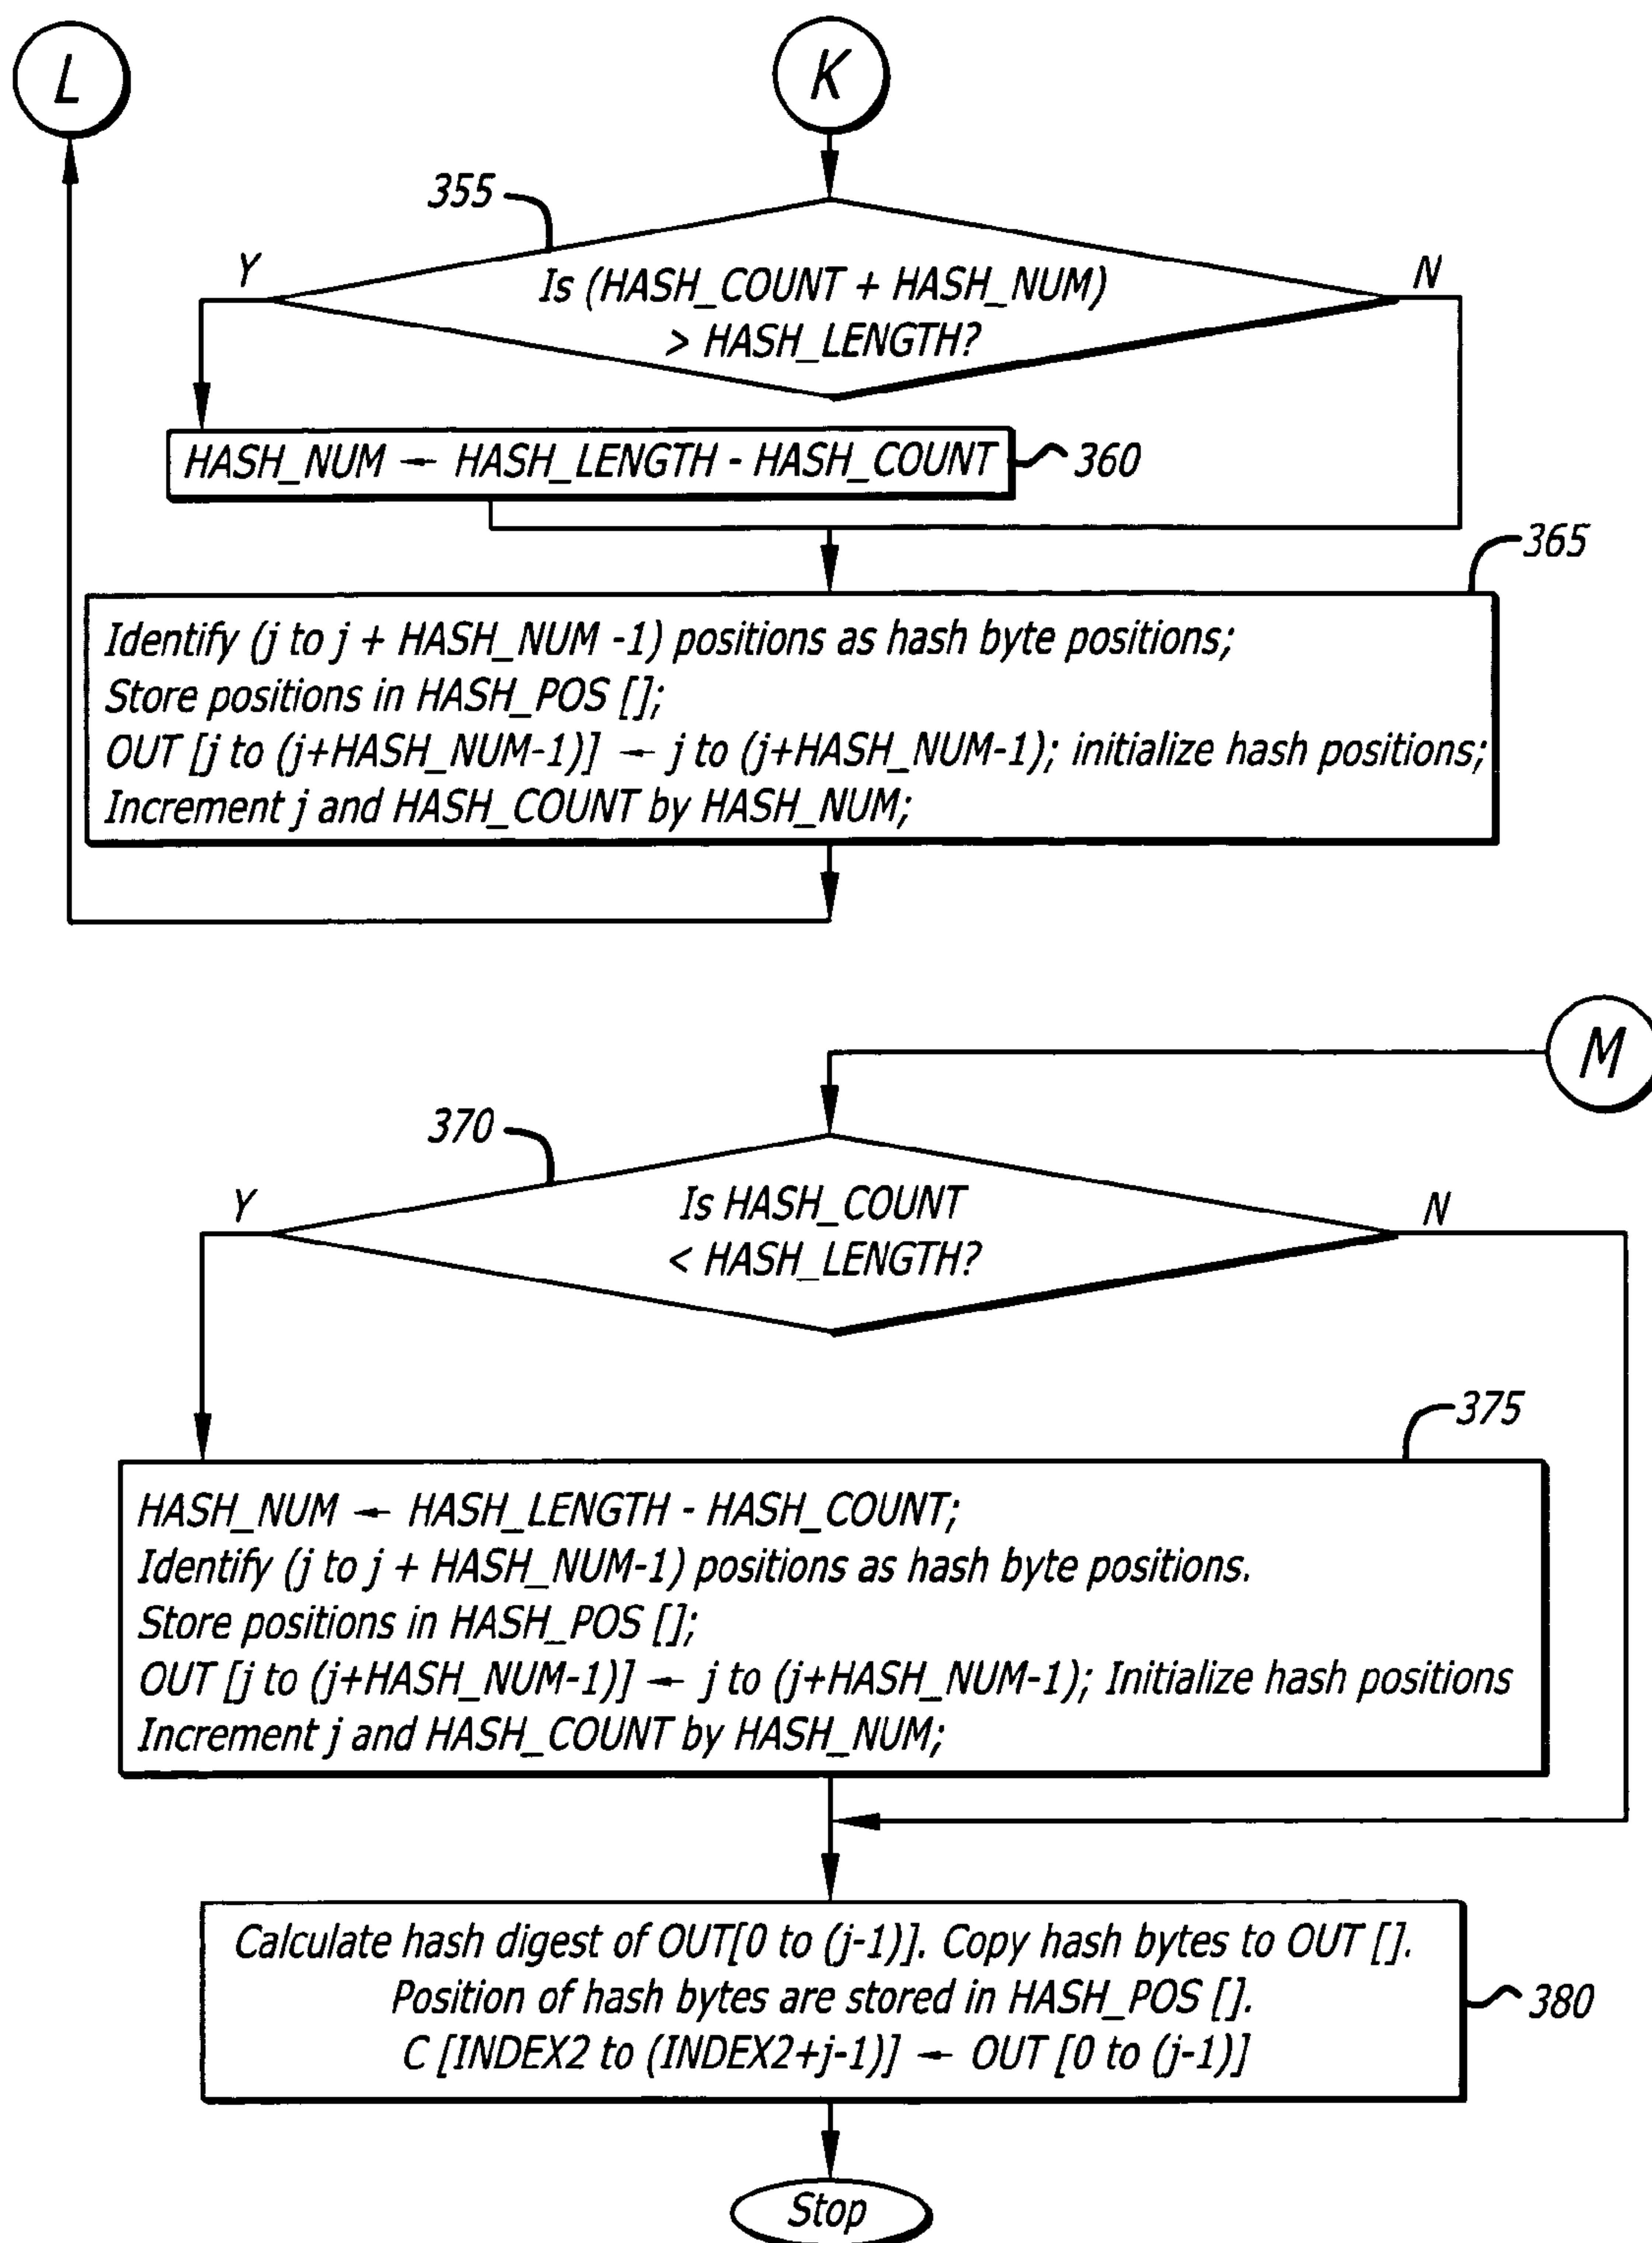 L
K
355
Y
N
Is (HASH_COUNT + HASH_NUM)
> HASH_LENGTH?
HASH_NUM ← HASH_LENGTH - HASH_COUNT
360
365
Identify (j to j + HASH_NUM -1) positions as hash byte positions;
Store positions in HASH_POS [];
OUT [j to (j+HASH_NUM-1)] ← j to (j+HASH_NUM-1); initialize hash positions;
Increment j and HASH_COUNT by HASH_NUM;
M
370
Y
N
Is HASH_COUNT
< HASH_LENGTH?
375
HASH_NUM ← HASH_LENGTH - HASH_COUNT;
Identify (j to j + HASH_NUM-1) positions as hash byte positions.
Store positions in HASH_POS [];
OUT [j to (j+HASH_NUM-1)] ← j to (j+HASH_NUM-1); Initialize hash positions
Increment j and HASH_COUNT by HASH_NUM;
Calculate hash digest of OUT[0 to (j-1)]. Copy hash bytes to OUT [].
Position of hash bytes are stored in HASH_POS [].
C [INDEX2 to (INDEX2+j-1)] ← OUT [0 to (j-1)]
380
Stop